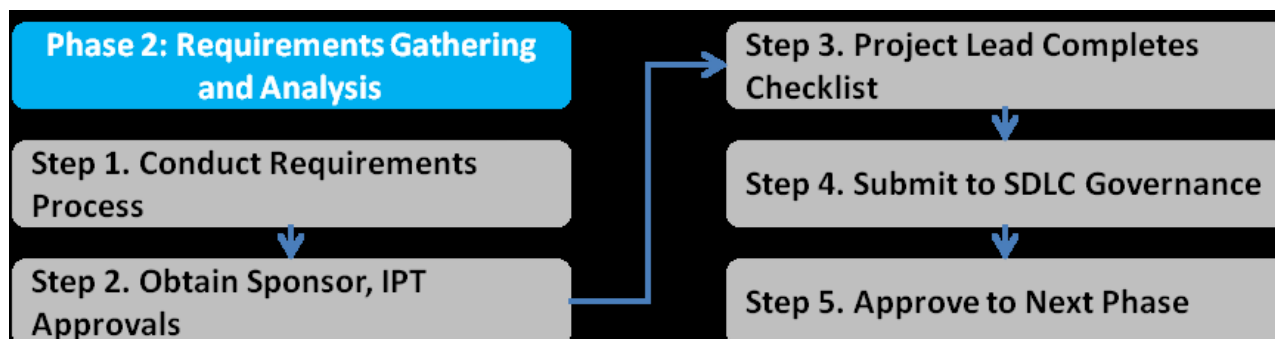 Phase 2: Requirements Gathering
and Analysis
Step 1. Conduct Requirements
Process
Step 2. Obtain Sponsor, IPT
Approvals
Step 3. Project Lead Completes
Checklist
Step 4. Submit to SDLC Governance
Step 5. Approve to Next Phase